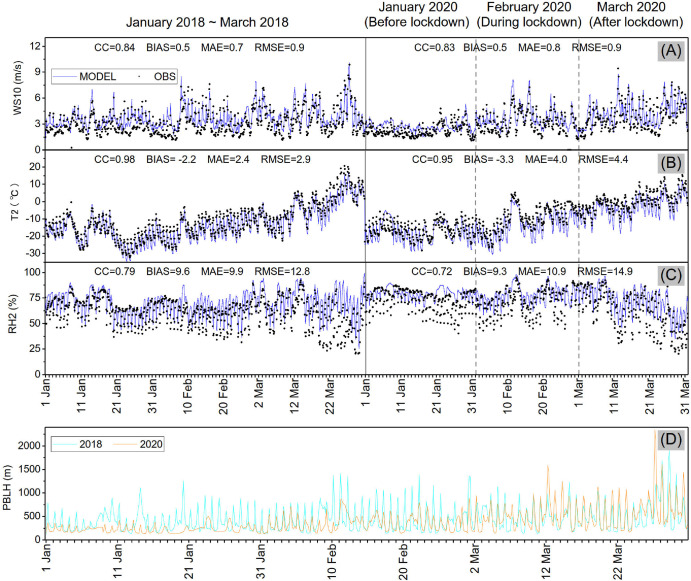 January 2018 ~ March 2018
January 2020
(Before lockdown)
February 2020
(During lockdown)
March 2020
(After lockdown)
CC=0.84 BIAS=0.5 MAE=0.7 RMSE=0.9
CC=0.83 BIAS=0.5 MAE=0.8 RMSE=0.9
(A)
MODEL OBS
WS10 (m/s)
12
9
6
3
0
CC=0.98 BIAS= -2.2 MAE=2.4 RMSE=2.9
CC=0.95 BIAS= -3.3 MAE=4.0 RMSE=4.4
(B)
T2 (℃)
20
10
0
-10
-20
-30
CC=0.79 BIAS=9.6 MAE=9.9 RMSE=12.8
CC=0.72 BIAS=9.3 MAE=10.9 RMSE=14.9
(C)
RH2 (%)
100
75
50
25
0
1 Jan
11 Jan
21 Jan
31 Jan
10 Feb
20 Feb
2 Mar
12 Mar
22 Mar
1 Jan
11 Jan
21 Jan
31 Jan
10 Feb
20 Feb
1 Mar
11 Mar
21 Mar
31 Mar
2018 2020
(D)
PBLH (m)
2000
1500
1000
500
0
1 Jan
11 Jan
21 Jan
31 Jan
10 Feb
20 Feb
2 Mar
12 Mar
22 Mar